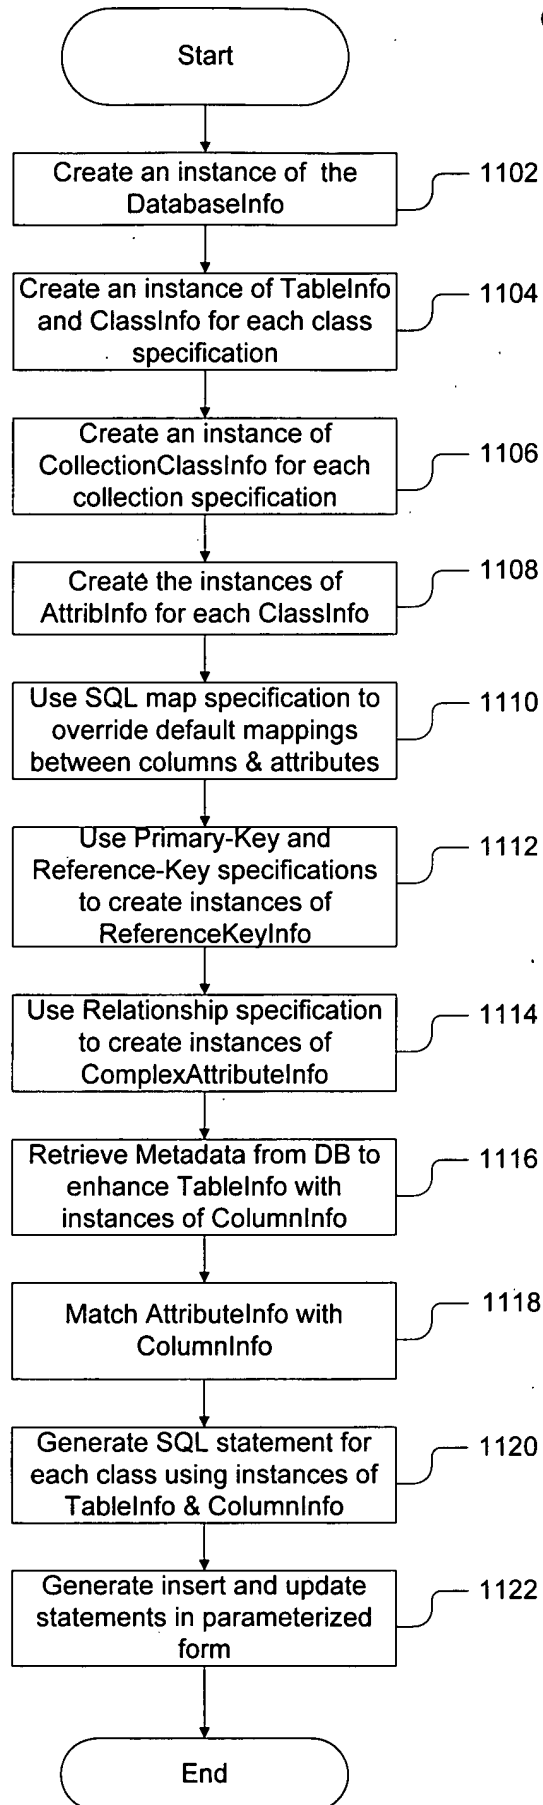 Start
Create an instance of the
DatabaseInfo
1102
Create an instance of TableInfo
and ClassInfo for each class
specification
1104
Create an instance of
CollectionClassInfo for each
collection specification
1106
Create the instances of
AttribInfo for each ClassInfo
1108
Use SQL map specification to
override default mappings
between columns & attributes
1110
Use Primary-Key and
Reference-Key specifications
to create instances of
ReferenceKeyInfo
1112
Use Relationship specification
to create instances of
ComplexAttributeInfo
1114
Retrieve Metadata from DB to
enhance TableInfo with
instances of ColumnInfo
1116
Match AttributeInfo with
ColumnInfo
1118
Generate SQL statement for
each class using instances of
TableInfo & ColumnInfo
1120
Generate insert and update
statements in parameterized
form
1122
End